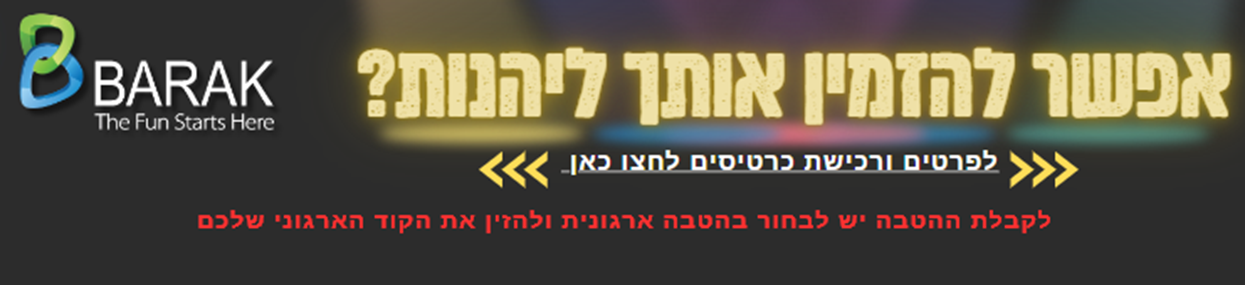 BARAK
The Fun Starts Here
אפשר להזמין אותך ליהנות?
>>> לפרטים ורכישת כרטיסים לחצו כאן <<<
לקבלת ההטבה יש לבחור בהטבה ארגונית ולהזין את הקוד הארגוני שלכם